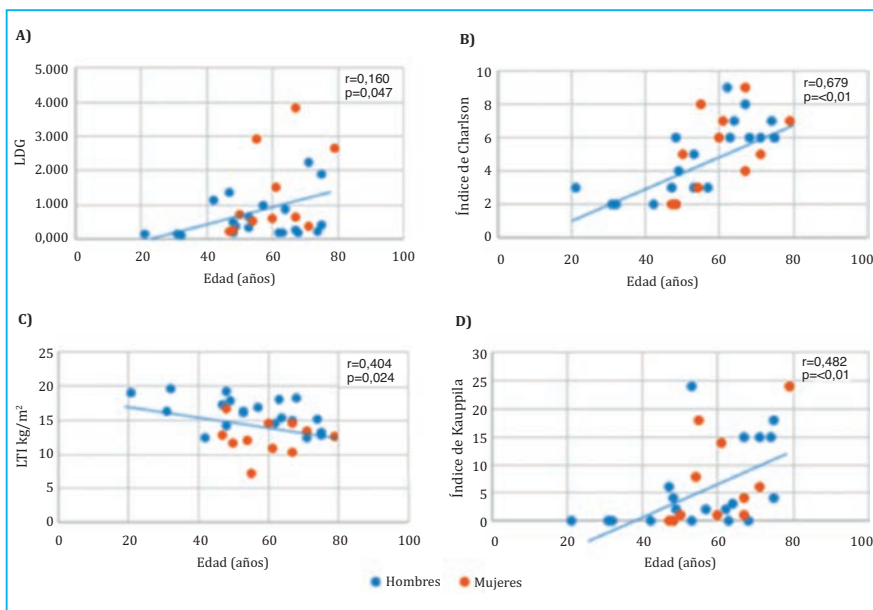 A)
r=0,160
p=0,047
5.000
4.000
3.000
2.000
1.000
0,000
LDG
0 20 40 60 80 100
Edad (años)
B)
r=0,679
p=<0,01
10
8
6
4
2
0
Índice de Charlson
0 20 40 60 80 100
Edad (años)
C)
r=0,404
p=0,024
25
20
15
10
5
0
LTI kg/m²
0 20 40 60 80 100
Edad (años)
D)
r=0,482
p=<0,01
30
25
20
15
10
5
0
Índice de Kauppila
0 20 40 60 80 100
Edad (años)
Hombres Mujeres